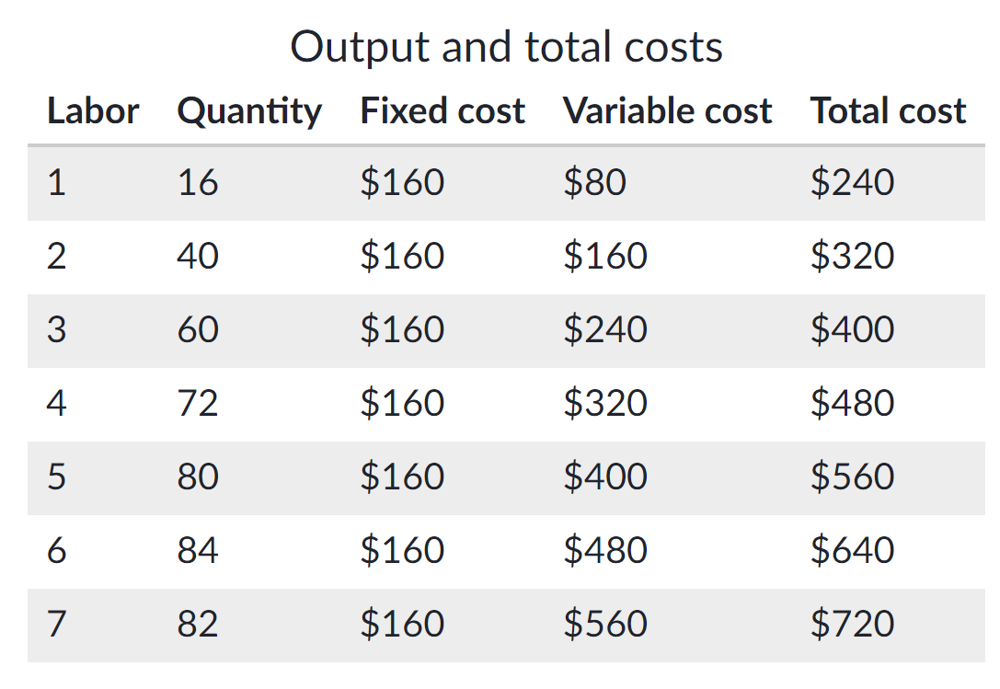 Output and total costs
Labor Quantity Fixed cost Variable cost Total cost
1 16 $160 $80 $240
2 40 $160 $160 $320
3 60 $160 $240 $400
4 72 $160 $320 $480
5 80 $160 $400 $560
6 84 $160 $480 $640
7 82 $160 $560 $720